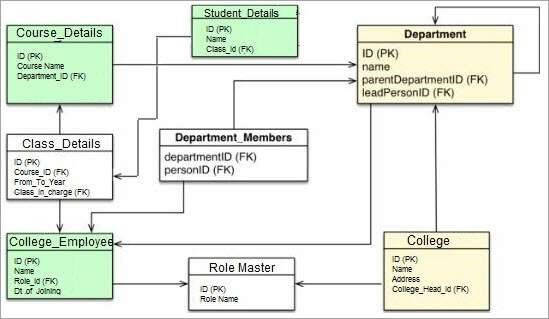 Student_Details
ID (PK)
Name
Class_Id (FK)
Course_Details
ID (PK)
Course Name
Department_ID (FK)
Department
ID (PK)
name
parentDepartmentID (FK)
leadPersonID (FK)
Class_Details
ID (PK)
Course_ID (FK)
From_To_Year
Class_in_charge (FK)
Department_Members
departmentID (FK)
personID (FK)
College_Employee
ID (PK)
Name
Role_Id (FK)
Dt .of Joining
Role Master
ID (PK)
Role Name
College
ID (PK)
Name
Address
College_Head_Id (FK)